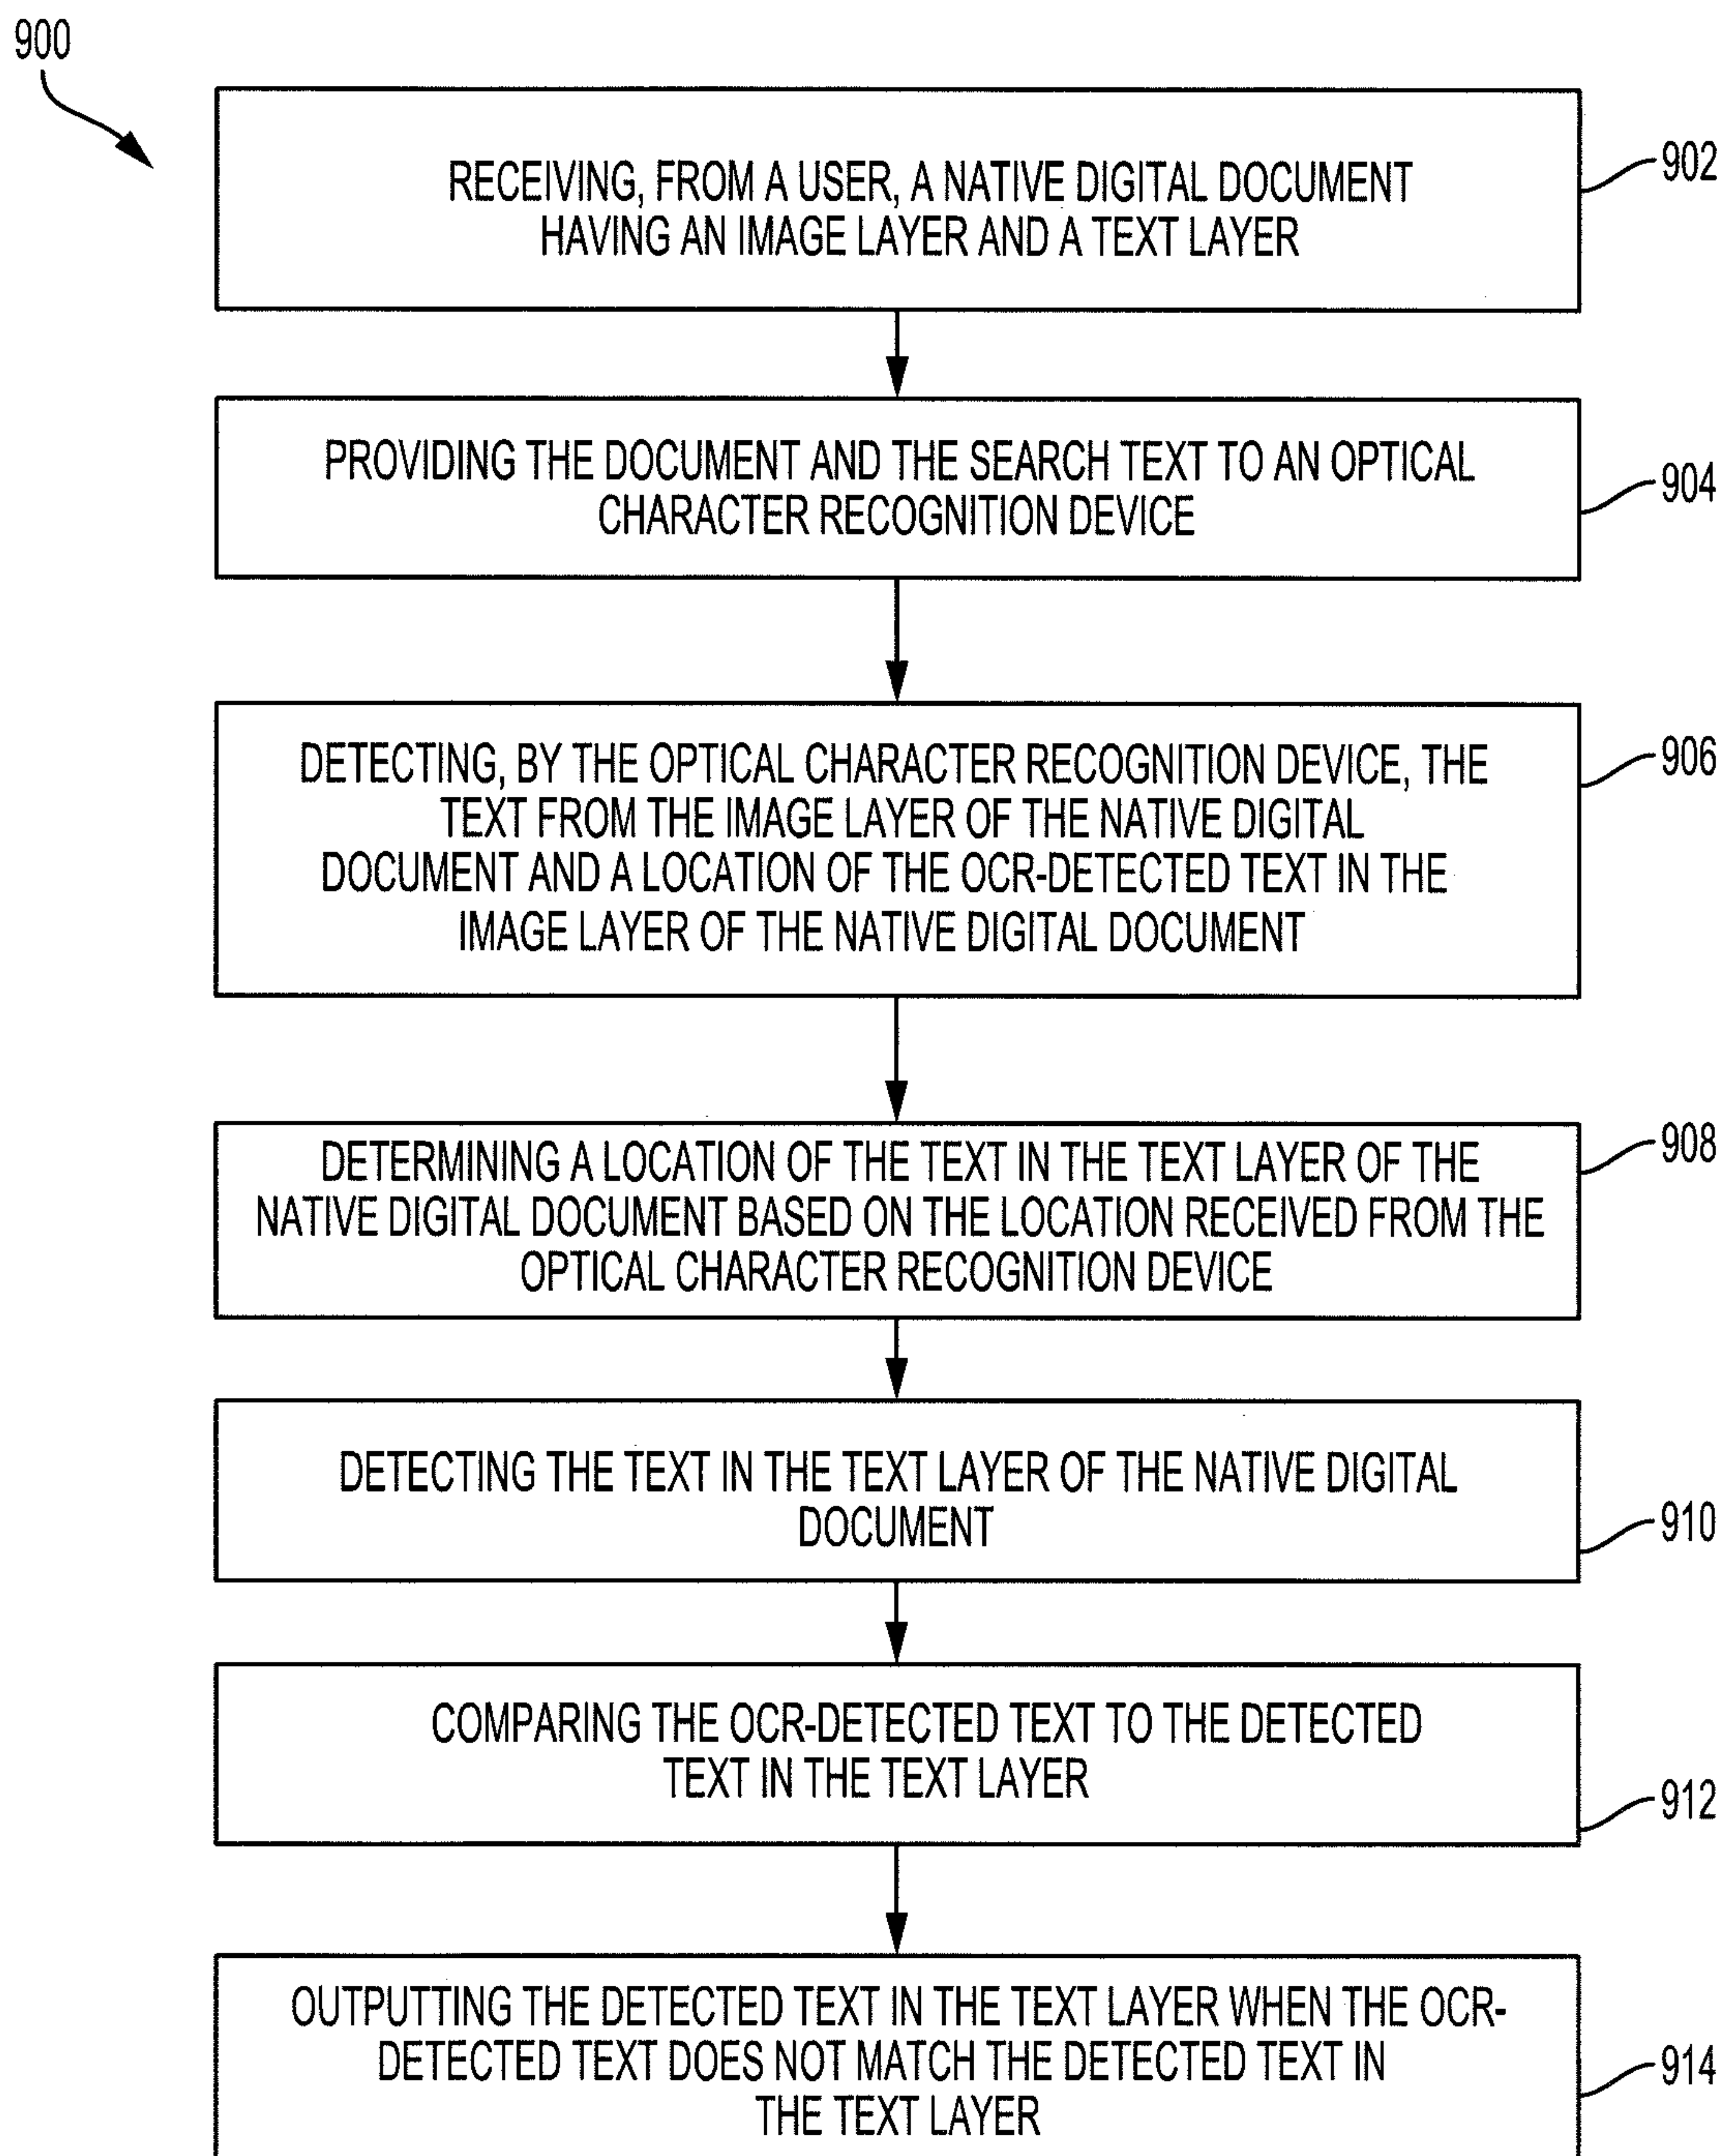 900
RECEIVING, FROM A USER, A NATIVE DIGITAL DOCUMENT
HAVING AN IMAGE LAYER AND A TEXT LAYER
902
PROVIDING THE DOCUMENT AND THE SEARCH TEXT TO AN OPTICAL
CHARACTER RECOGNITION DEVICE
904
DETECTING, BY THE OPTICAL CHARACTER RECOGNITION DEVICE, THE
TEXT FROM THE IMAGE LAYER OF THE NATIVE DIGITAL
DOCUMENT AND A LOCATION OF THE OCR-DETECTED TEXT IN THE
IMAGE LAYER OF THE NATIVE DIGITAL DOCUMENT
906
DETERMINING A LOCATION OF THE TEXT IN THE TEXT LAYER OF THE
NATIVE DIGITAL DOCUMENT BASED ON THE LOCATION RECEIVED FROM THE
OPTICAL CHARACTER RECOGNITION DEVICE
908
DETECTING THE TEXT IN THE TEXT LAYER OF THE NATIVE DIGITAL
DOCUMENT
910
COMPARING THE OCR-DETECTED TEXT TO THE DETECTED
TEXT IN THE TEXT LAYER
912
OUTPUTTING THE DETECTED TEXT IN THE TEXT LAYER WHEN THE OCR-
DETECTED TEXT DOES NOT MATCH THE DETECTED TEXT IN
THE TEXT LAYER
914